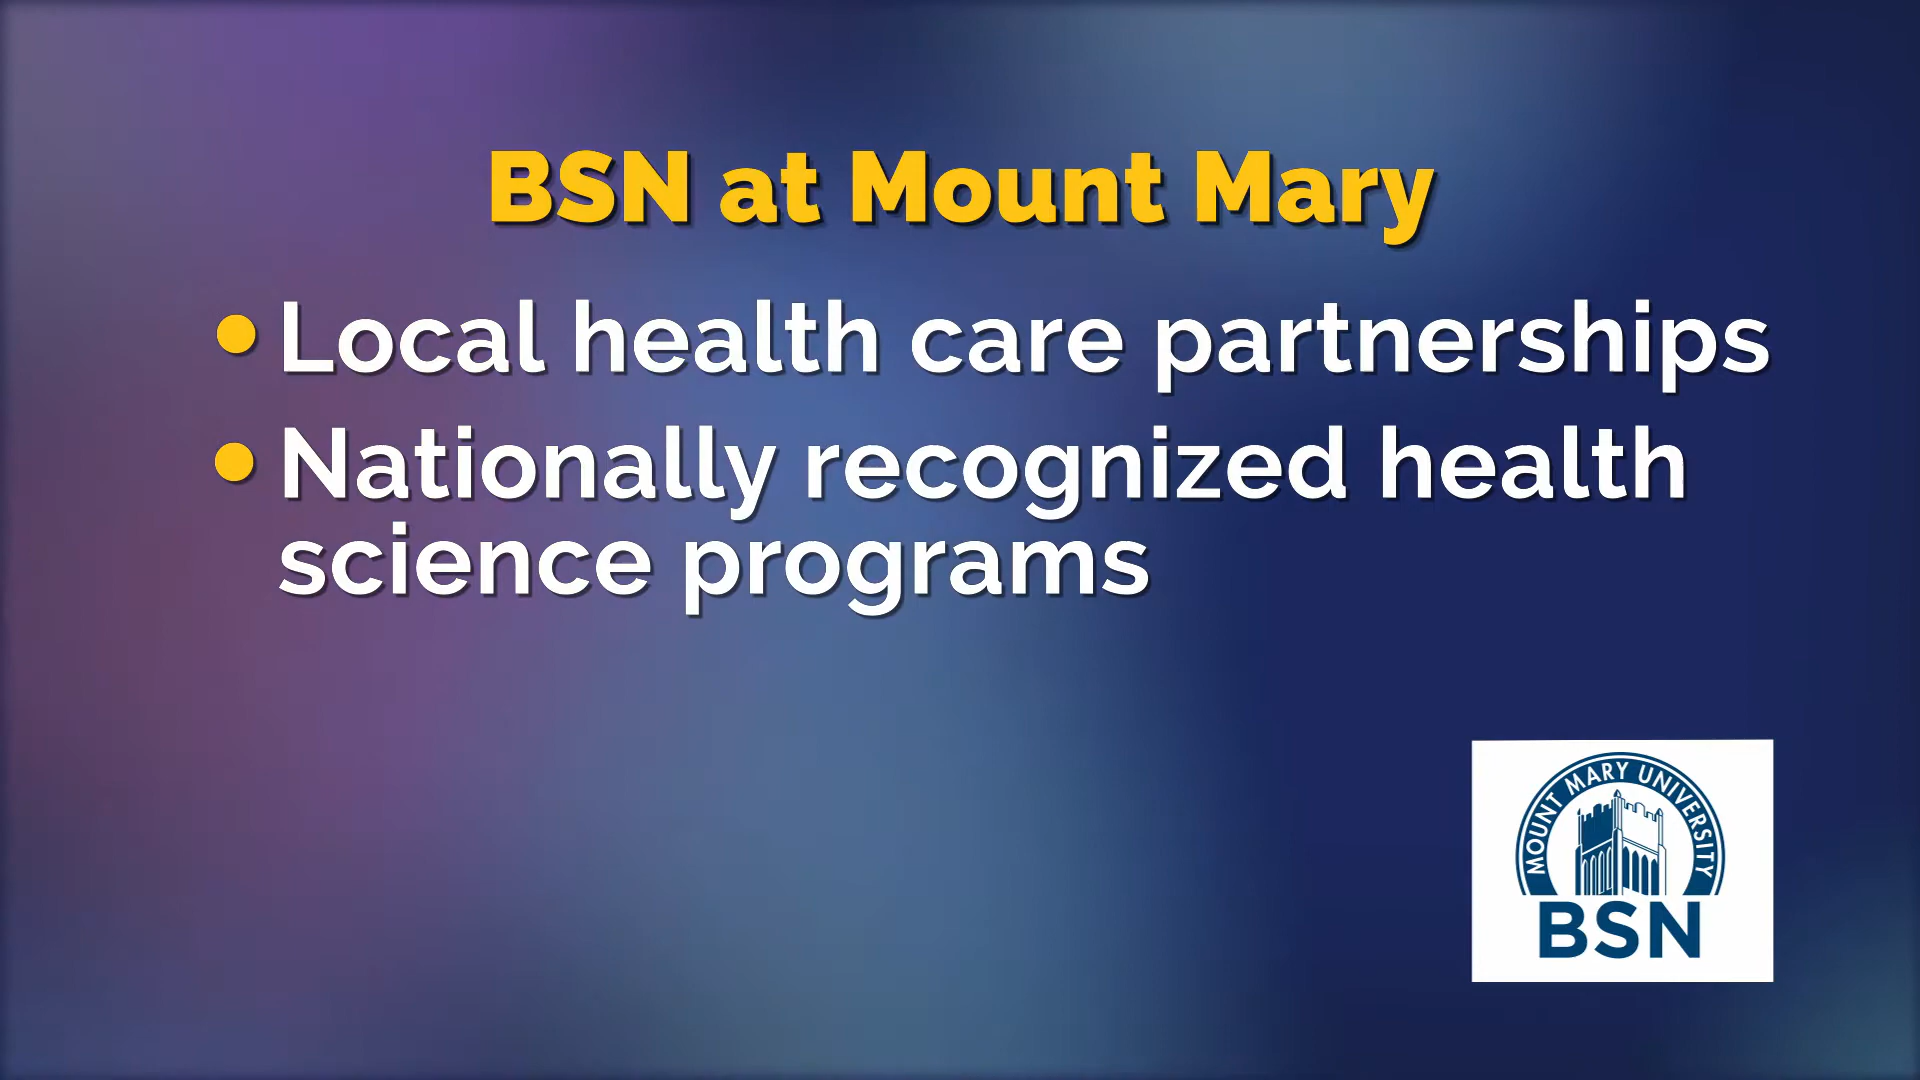 BSN at Mount Mary
• Local health care partnerships
• Nationally recognized health
science programs
MOUNT MARY UNIVERSITY
BSN